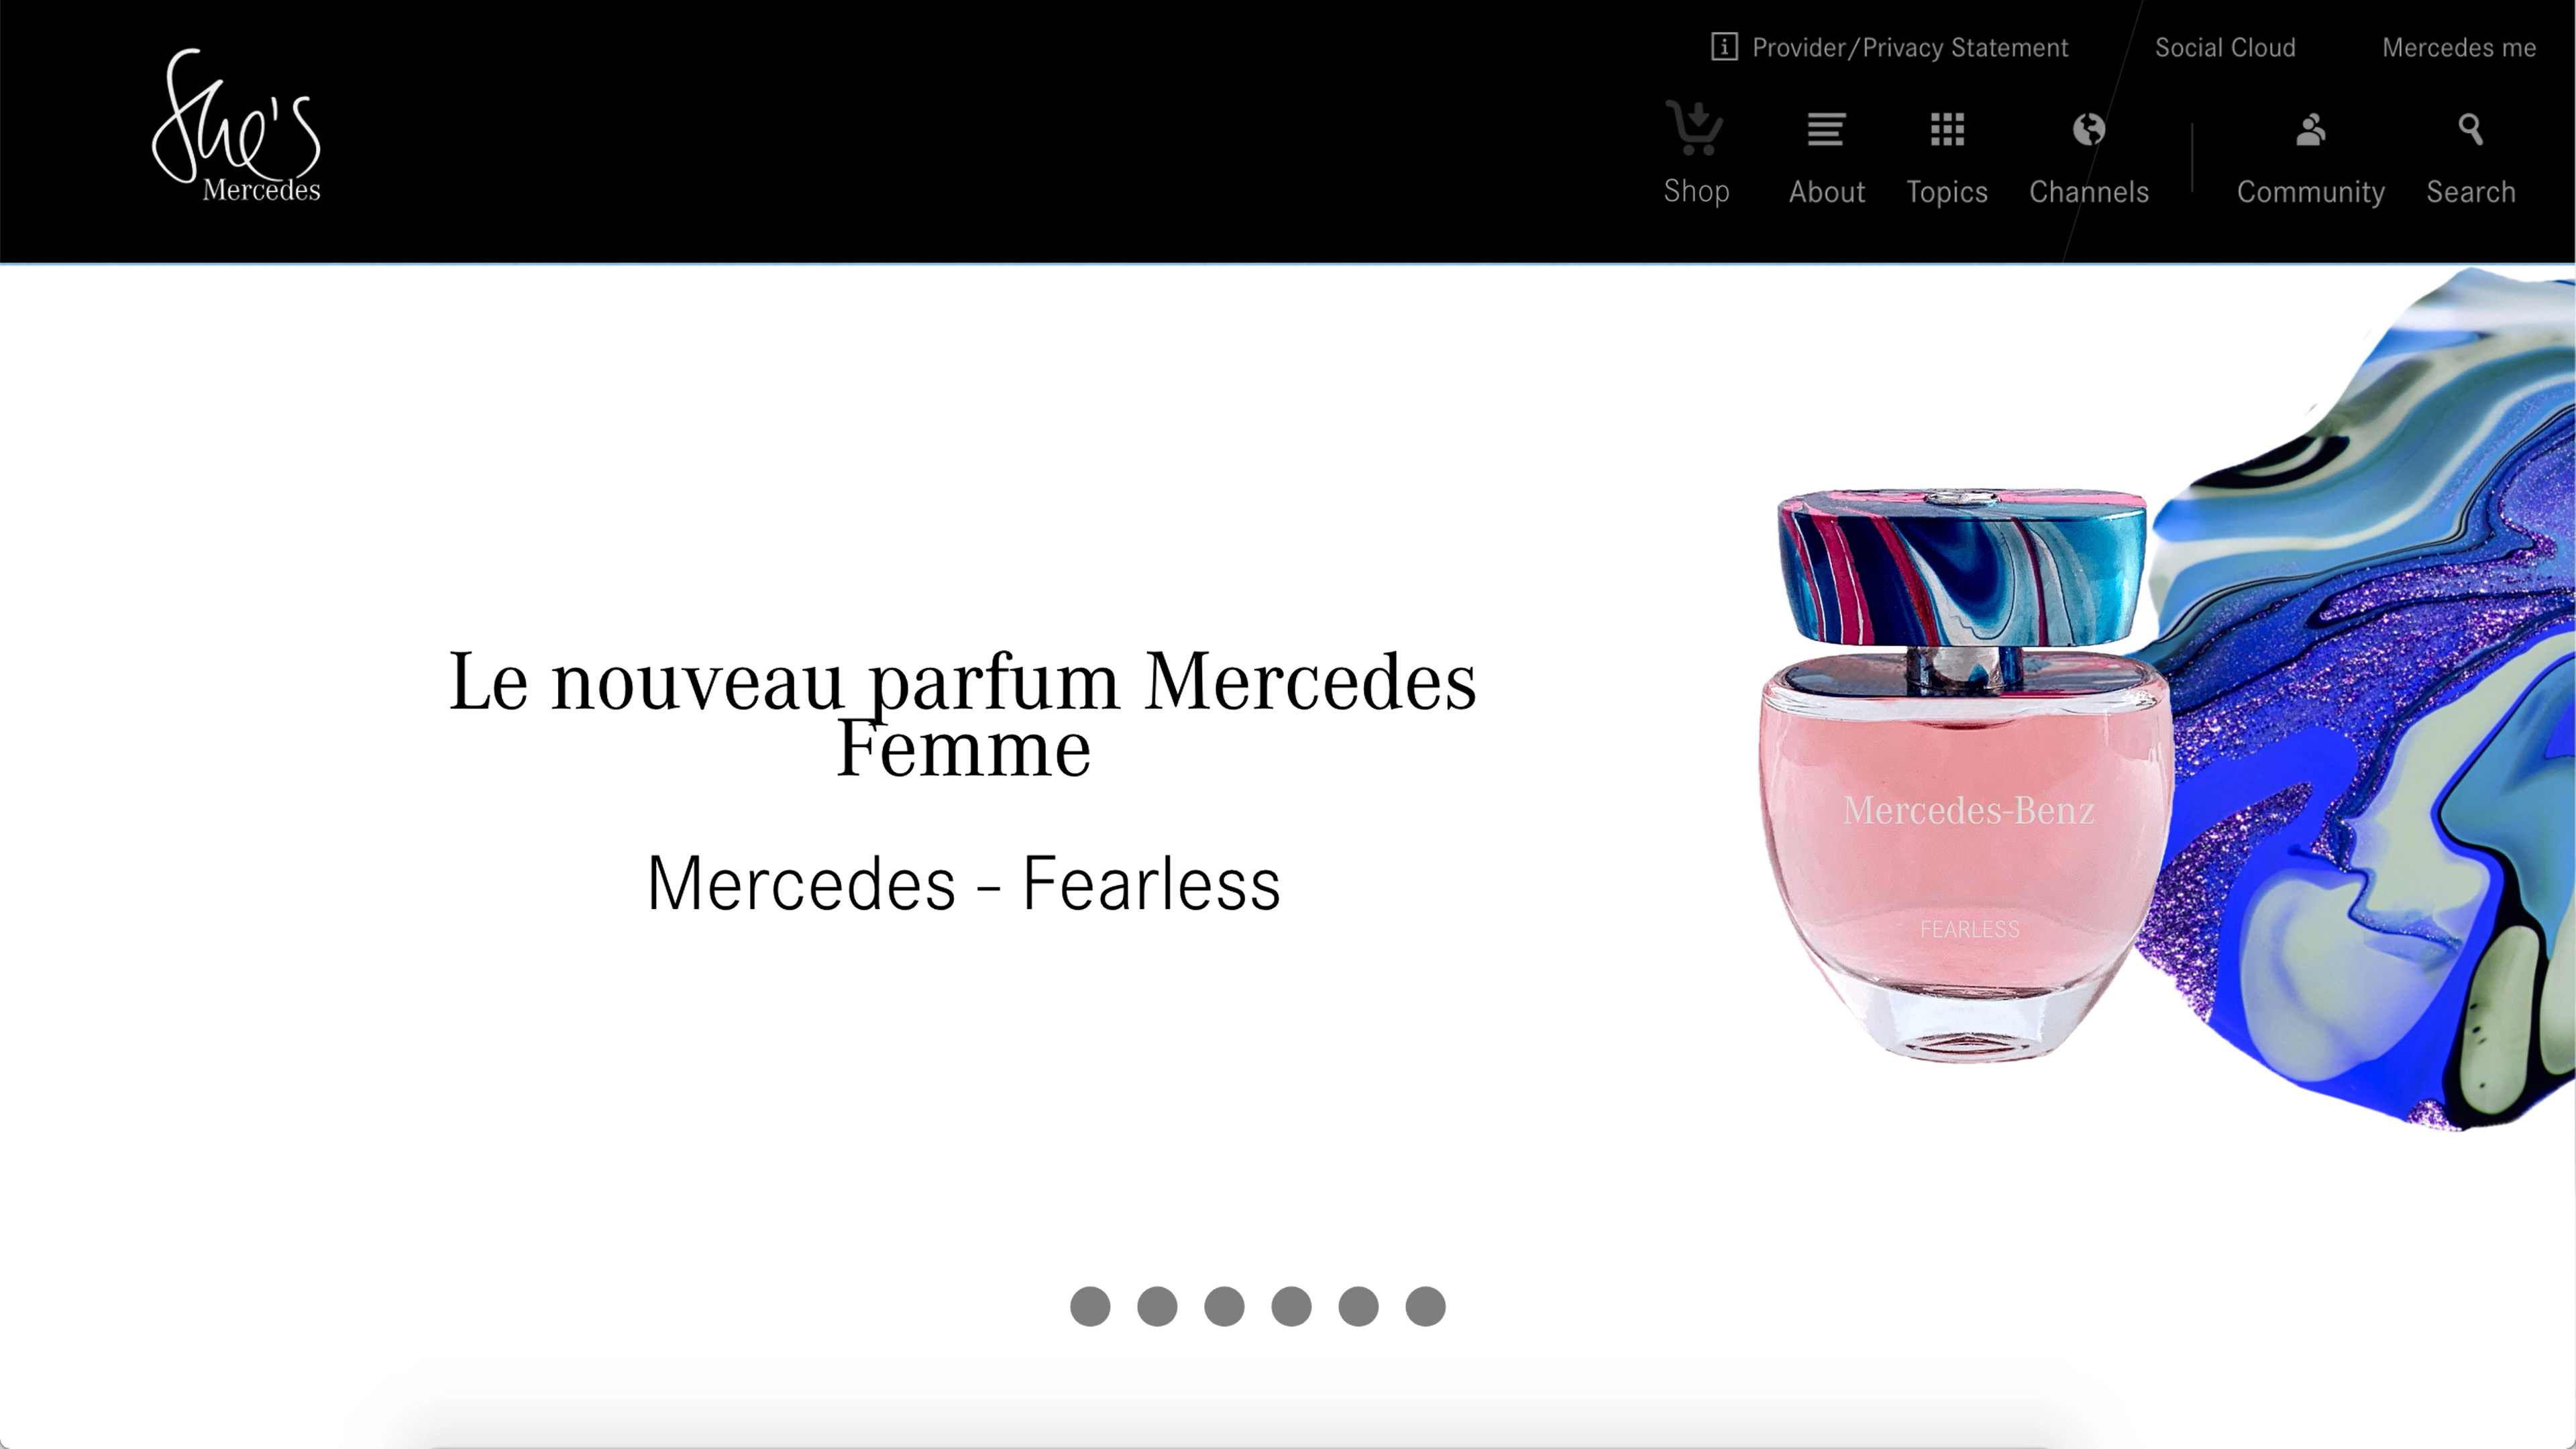 Provider/Privacy Statement Social Cloud Mercedes me
She's
Mercedes
Shop About Topics Channels Community Search
Le nouveau parfum Mercedes
Femme
Mercedes – Fearless
Mercedes-Benz
FEARLESS